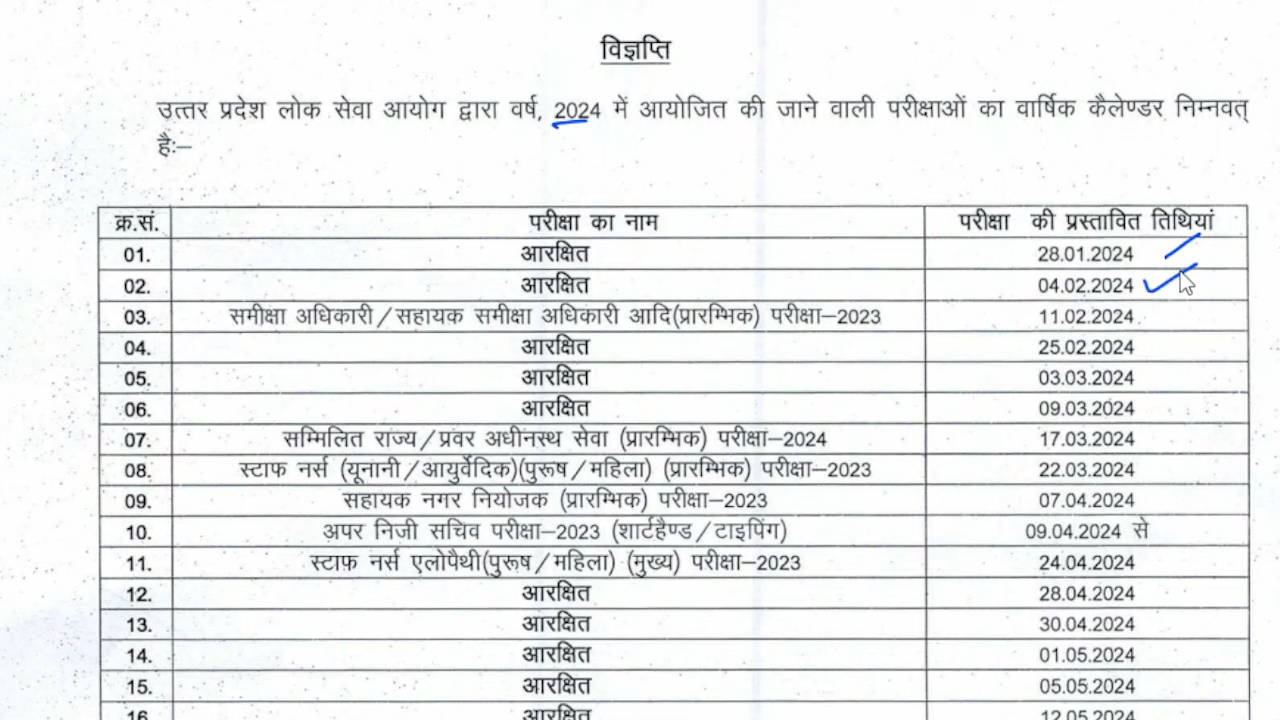 विज्ञप्ति
उत्तर प्रदेश लोक सेवा आयोग द्वारा वर्ष, 2024 में आयोजित की जाने वाली परीक्षाओं का वार्षिक कैलेण्डर निम्नवत्
है:–
क्र.सं. परीक्षा का नाम परीक्षा की प्रस्तावित तिथियां
01. आरक्षित 28.01.2024
02. आरक्षित 04.02.2024
03. समीक्षा अधिकारी/सहायक समीक्षा अधिकारी आदि(प्रारम्भिक) परीक्षा–2023 11.02.2024
04. आरक्षित 25.02.2024
05. आरक्षित 03.03.2024
06. आरक्षित 09.03.2024
07. सम्मिलित राज्य/प्रवर अधीनस्थ सेवा (प्रारम्भिक) परीक्षा–2024 17.03.2024
08. स्टाफ नर्स (यूनानी/आयुर्वेदिक)(पुरूष/महिला) (प्रारम्भिक) परीक्षा–2023 22.03.2024
09. सहायक नगर नियोजक (प्रारम्भिक) परीक्षा–2023 07.04.2024
10. अपर निजी सचिव परीक्षा–2023 (शार्टहैण्ड/टाइपिंग) 09.04.2024 से
11. स्टाफ नर्स एलोपैथी(पुरूष/महिला) (मुख्य) परीक्षा–2023 24.04.2024
12. आरक्षित 28.04.2024
13. आरक्षित 30.04.2024
14. आरक्षित 01.05.2024
15. आरक्षित 05.05.2024
16. आरक्षित 12.05.2024